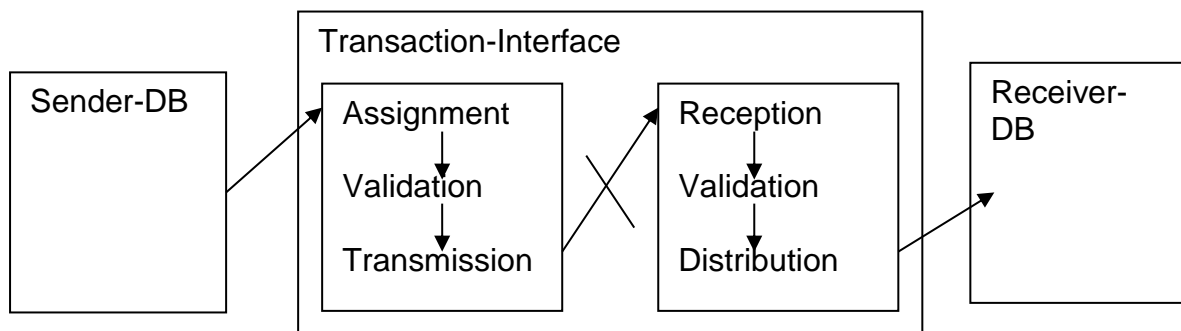 Transaction-Interface
Sender-DB
Assignment
Validation
Transmission
Reception
Validation
Distribution
Receiver-
DB